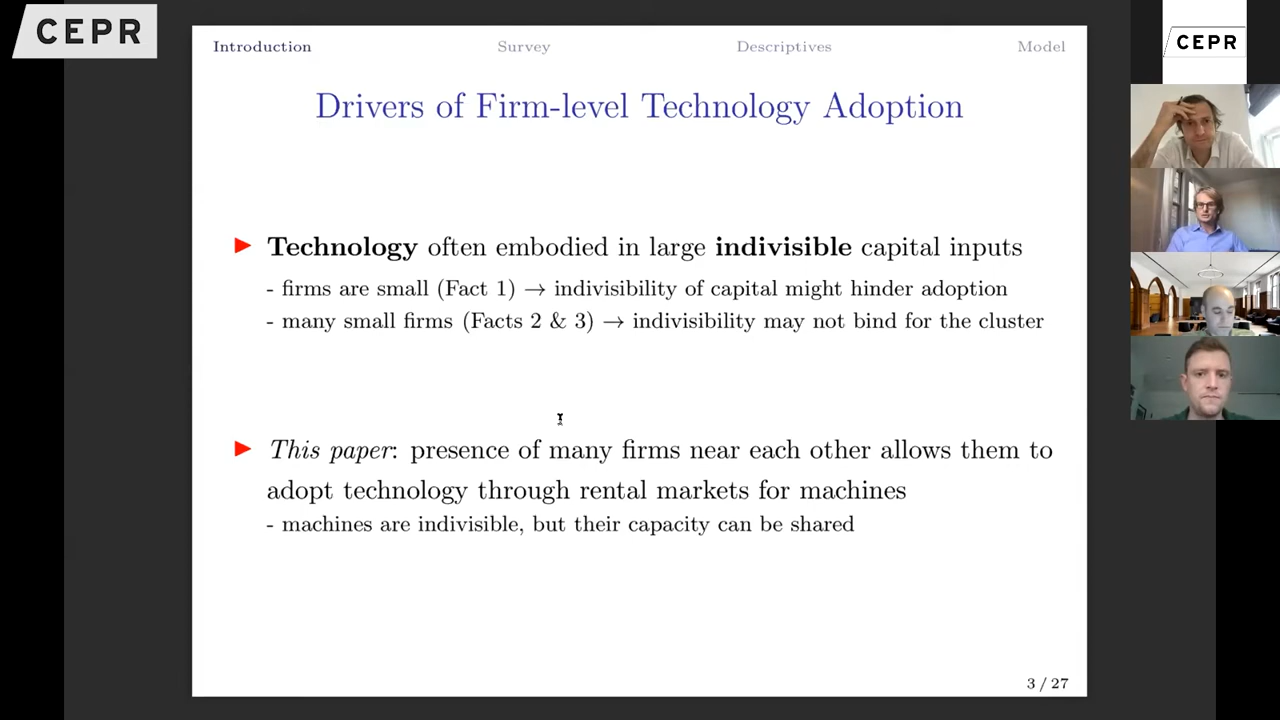 CEPR
Introduction Survey Descriptives Model
CEPR
Drivers of Firm-level Technology Adoption
▶ Technology often embodied in large indivisible capital inputs
- firms are small (Fact 1) → indivisibility of capital might hinder adoption
- many small firms (Facts 2 & 3) → indivisibility may not bind for the cluster
▶ This paper: presence of many firms near each other allows them to
adopt technology through rental markets for machines
- machines are indivisible, but their capacity can be shared
3 / 27